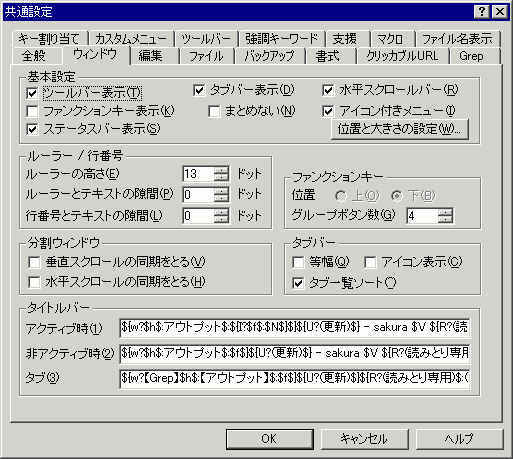 共通設定
キー割り当て カスタムメニュー ツールバー 強調キーワード 支援 マクロ ファイル名表示
全般 ウィンドウ 編集 ファイル バックアップ 書式 クリッカブルURL Grep
基本設定
ツールバー表示(T) タブバー表示(D) 水平スクロールバー(R)
ファンクションキー表示(K) まとめない(N) アイコン付きメニュー(I)
ステータスバー表示(S) 位置と大きさの設定(W)...
ルーラー / 行番号
ルーラーの高さ(E) 13 ドット
ルーラーとテキストの隙間(P) 0 ドット
行番号とテキストの隙間(L) 0 ドット
ファンクションキー
位置 上(O) 下(B)
グループボタン数(G) 4
分割ウィンドウ
垂直スクロールの同期をとる(V)
水平スクロールの同期をとる(H)
タブバー
等幅(Q) アイコン表示(C)
タブ一覧ソート(^)
タイトルバー
アクティブ時(1) ${w?$h$:アウトプット$:${I?$f$:$N$}$}${U?(更新)$} - sakura $V ${R?(読
非アクティブ時(2) ${w?$h$:アウトプット$:$f$}${U?(更新)$} - sakura $V ${R?(読みとり専用
タブ(3) ${w?【Grep】$h$:【アウトプット】$:$f$}${U?(更新)$}${R?(読みとり専用)$:(
OK キャンセル ヘルプ